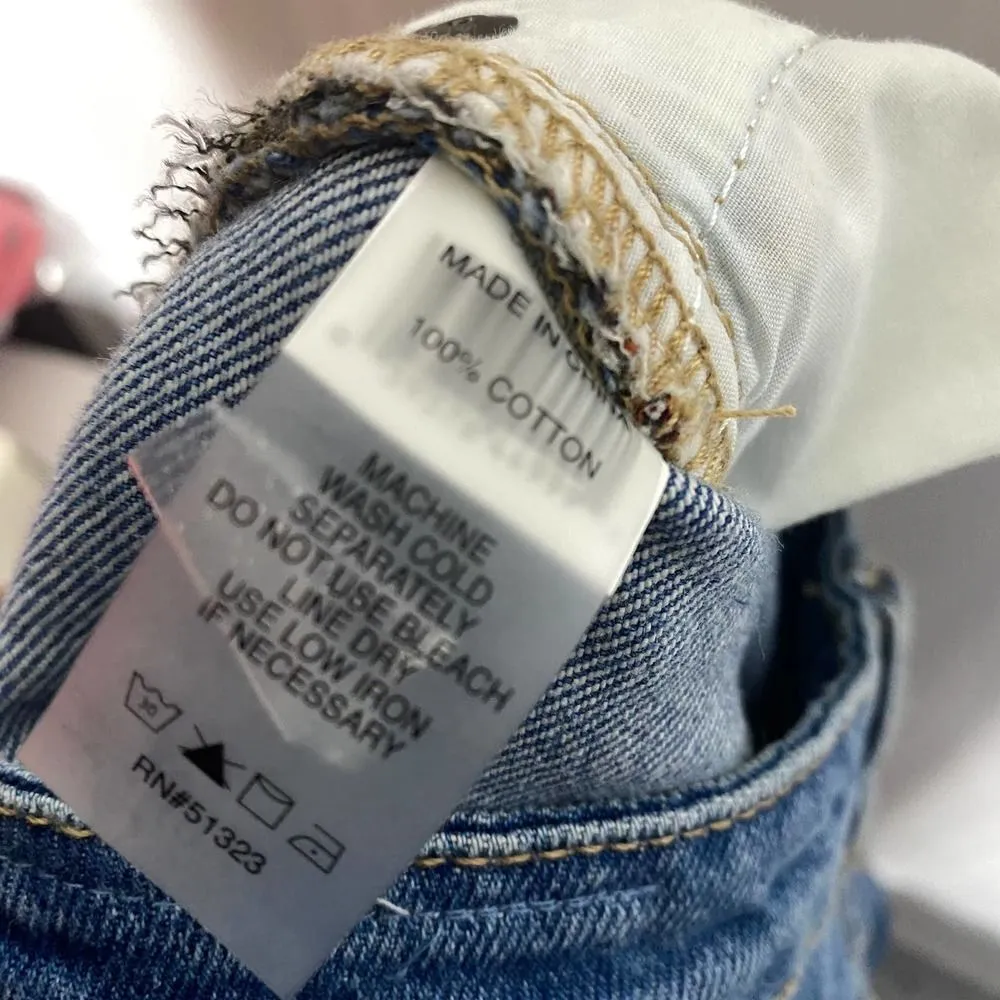 MADE IN
100% COTTON
MACHINE
WASH COLD
SEPARATELY
DO NOT USE BLEACH
LINE DRY
USE LOW IRON
IF NECESSARY
30
RN#51323